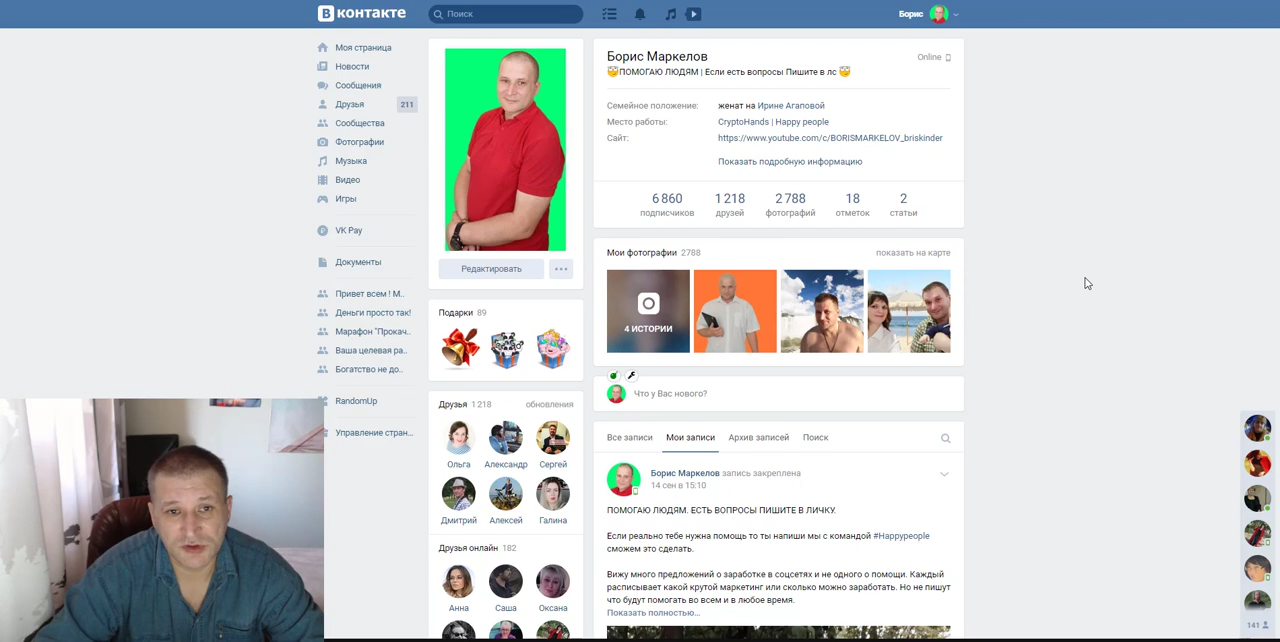 В контакте
Поиск
Борис
Моя страница
Новости
Сообщения
Друзья 211
Сообщества
Фотографии
Музыка
Видео
Игры
VK Pay
Документы
Привет всем ! М..
Деньги просто так!
Марафон "Прокач..
Ваша целевая ра..
Богатство не до..
RandomUp
Управление стран...
Редактировать
Подарки 89
Друзья 1 218 обновления
Ольга Александр Сергей
Дмитрий Алексей Галина
Друзья онлайн 182
Анна Саша Оксана
Борис Маркелов Online
ПОМОГАЮ ЛЮДЯМ | Если есть вопросы Пишите в лс
Семейное положение: женат на Ирине Агаповой
Место работы: CryptoHands | Happy people
Сайт: https://www.youtube.com/c/BORISMARKELOV_briskinder
Показать подробную информацию
6 860 1 218 2 788 18 2
подписчиков друзей фотографий отметок статьи
Мои фотографии 2788 показать на карте
4 ИСТОРИИ
Что у Вас нового?
Все записи Мои записи Архив записей Поиск
Борис Маркелов запись закреплена
14 сен в 15:10
ПОМОГАЮ ЛЮДЯМ. ЕСТЬ ВОПРОСЫ ПИШИТЕ В ЛИЧКУ.
Если реально тебе нужна помощь то ты напиши мы с командой #Happypeople
сможем это сделать.
Вижу много предложений о заработке в соцсетях и не одного о помощи. Каждый
расписывает какой крутой маркетинг или сколько можно заработать. Но не пишут
что будут помогать во всем и в любое время.
Показать полностью...
141